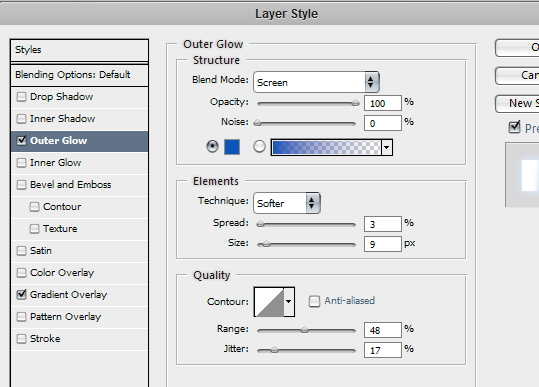 Layer Style
Styles
Blending Options: Default
Drop Shadow
Inner Shadow
Outer Glow
Inner Glow
Bevel and Emboss
Contour
Texture
Satin
Color Overlay
Gradient Overlay
Pattern Overlay
Stroke
Outer Glow
Structure
Blend Mode: Screen
Opacity: 100 %
Noise: 0 %
Elements
Technique: Softer
Spread: 3 %
Size: 9 px
Quality
Contour: Anti-aliased
Range: 48 %
Jitter: 17 %
O
Can
New S
Pre